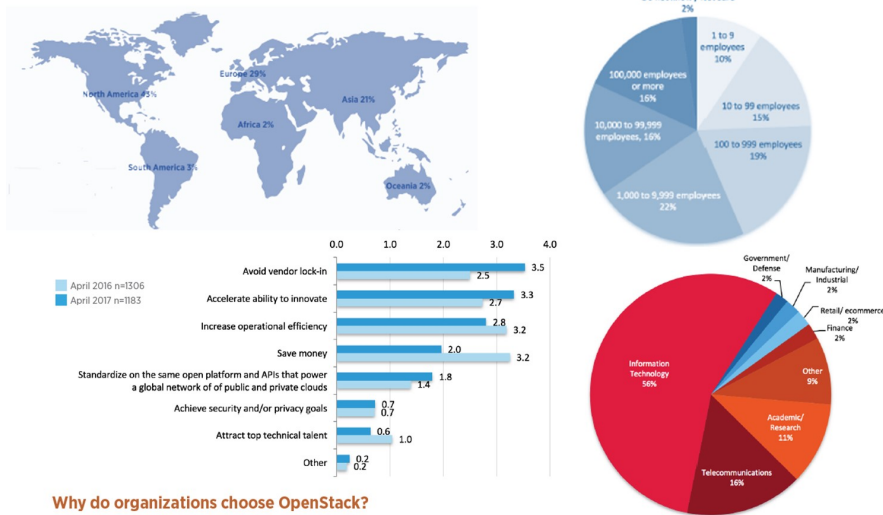 North America 43%
Europe 29%
Asia 21%
Africa 2%
South America 3%
Oceania 2%
2%
1 to 9
employees
10%
10 to 99 employees
15%
100 to 999 employees
19%
1,000 to 9,999 employees
22%
10,000 to 99,999
employees, 16%
100,000 employees
or more
16%
0.0 1.0 2.0 3.0 4.0
April 2016 n=1306
April 2017 n=1183
Avoid vendor lock-in 3.5
2.5
Accelerate ability to innovate 3.3
2.7
Increase operational efficiency 2.8
3.2
Save money 2.0
3.2
Standardize on the same open platform and APIs that power 1.8
a global network of of public and private clouds 1.4
Achieve security and/or privacy goals 0.7
0.7
Attract top technical talent 0.6
1.0
Other 0.2
0.2
Why do organizations choose OpenStack?
Government/
Defense
2%
Manufacturing/
Industrial
2%
Retail/ ecommerce
2%
Finance
2%
Other
9%
Academic/
Research
11%
Telecommunications
16%
Information
Technology
56%